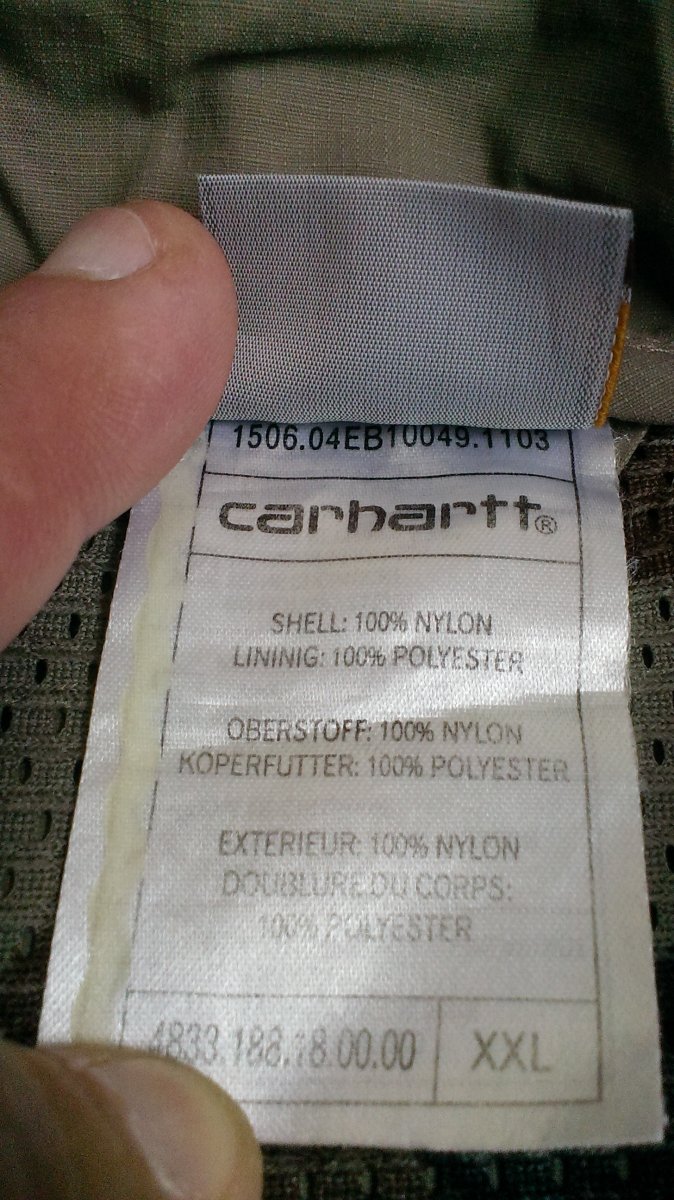 1506.04EB10049.1103
carhartt®
SHELL: 100% NYLON
LININIG: 100% POLYESTER
OBERSTOFF: 100% NYLON
KOPERFUTTER: 100% POLYESTER
EXTERIEUR: 100% NYLON
DOUBLURE DU CORPS:
100% POLYESTER
4833.188.18.00.00 XXL